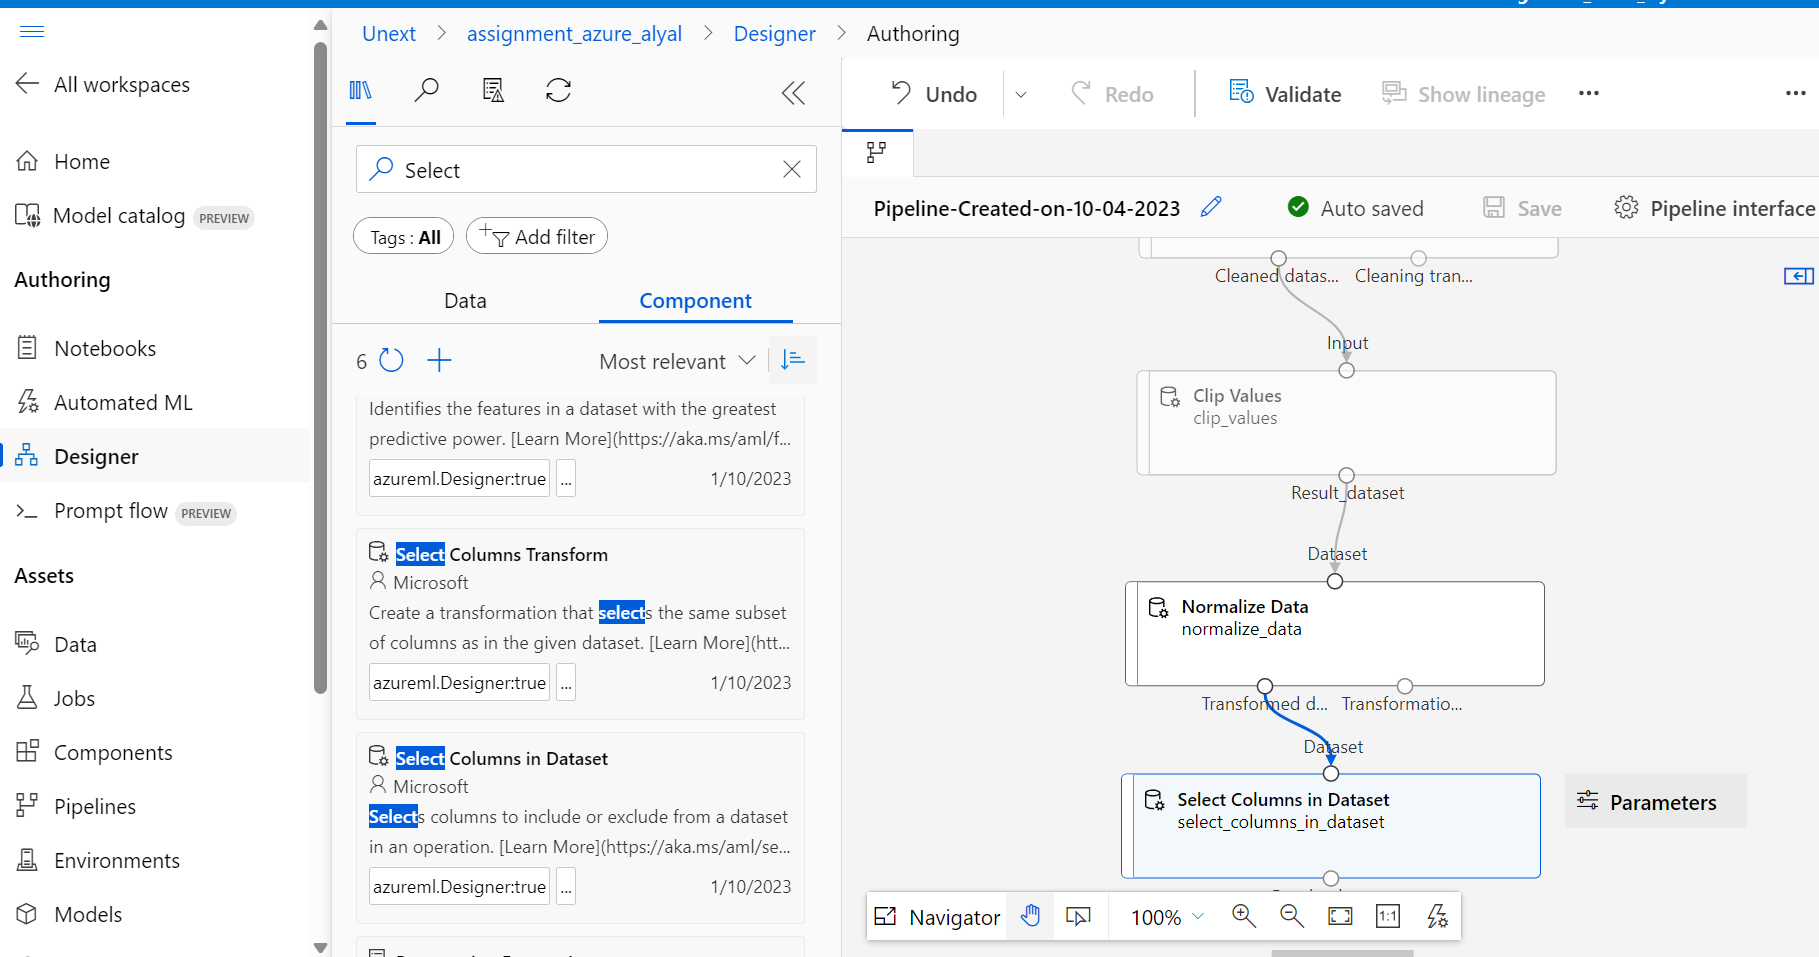 Unext > assignment_azure_alyal > Designer > Authoring
All workspaces
Home
Model catalog PREVIEW
Authoring
Notebooks
Automated ML
Designer
Prompt flow PREVIEW
Assets
Data
Jobs
Components
Pipelines
Environments
Models
Select
Tags : All
Add filter
Data
Component
6
Most relevant
Identifies the features in a dataset with the greatest
predictive power. [Learn More](https://aka.ms/aml/f...
azureml.Designer:true ... 1/10/2023
Select Columns Transform
Microsoft
Create a transformation that selects the same subset
of columns as in the given dataset. [Learn More](htt...
azureml.Designer:true ... 1/10/2023
Select Columns in Dataset
Microsoft
Selects columns to include or exclude from a dataset
in an operation. [Learn More](https://aka.ms/aml/se...
azureml.Designer:true ... 1/10/2023
Undo
Redo
Validate
Show lineage
Pipeline-Created-on-10-04-2023
Auto saved
Save
Pipeline interface
Cleaned datas... Cleaning tran...
Input
Clip Values
clip_values
Result_dataset
Dataset
Normalize Data
normalize_data
Transformed d... Transformatio...
Dataset
Select Columns in Dataset
select_columns_in_dataset
Parameters
Navigator
100%
1:1